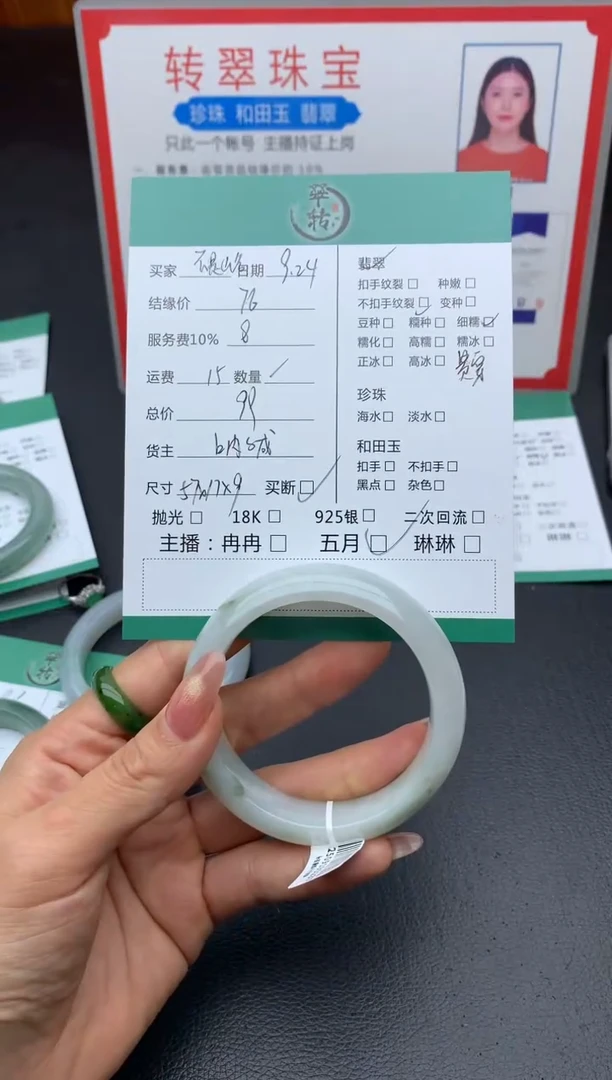 转翠珠宝
珍珠 和田玉 翡翠
只此一个帐号 主播持证上岗
翠转
买家 日期 9.24
结缘价 76
服务费10% 8
运费 15 数量
总价 99
货主
尺寸 57 17×9 买断
翡翠
扣手纹裂 种嫩
不扣手纹裂 变种
豆种 糯种 细糯
糯化 高糯 糯冰
正冰 高冰
珍珠
海水 淡水
和田玉
扣手 不扣手
黑点 杂色
抛光 18K 925银 二次回流
主播：冉冉 五月 琳琳